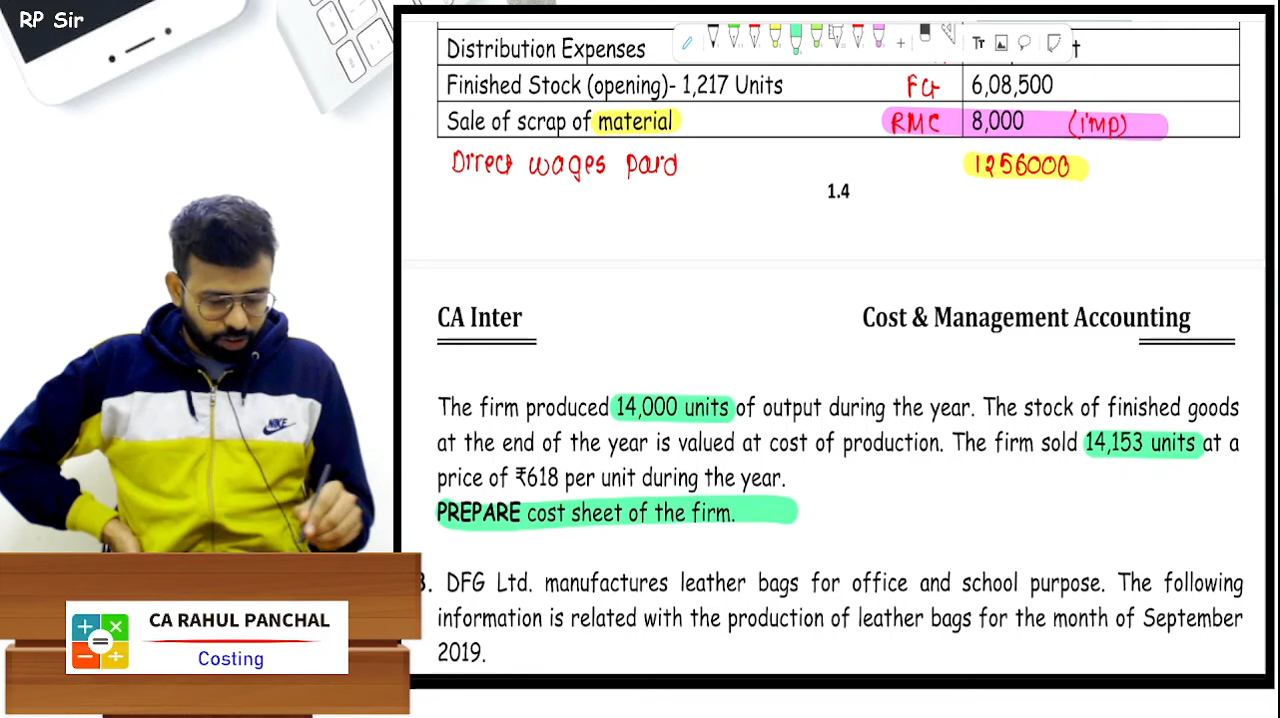 RP Sir
Distribution Expenses
Finished Stock (opening)- 1,217 Units FG 6,08,500
Sale of scrap of material RMC 8,000 (Imp)
Direct wages paid 1256000
1.4
CA Inter Cost & Management Accounting
The firm produced 14,000 units of output during the year. The stock of finished goods
at the end of the year is valued at cost of production. The firm sold 14,153 units at a
price of ₹618 per unit during the year.
PREPARE cost sheet of the firm.
3. DFG Ltd. manufactures leather bags for office and school purpose. The following
information is related with the production of leather bags for the month of September
2019.
NIKE
CA RAHUL PANCHAL
Costing